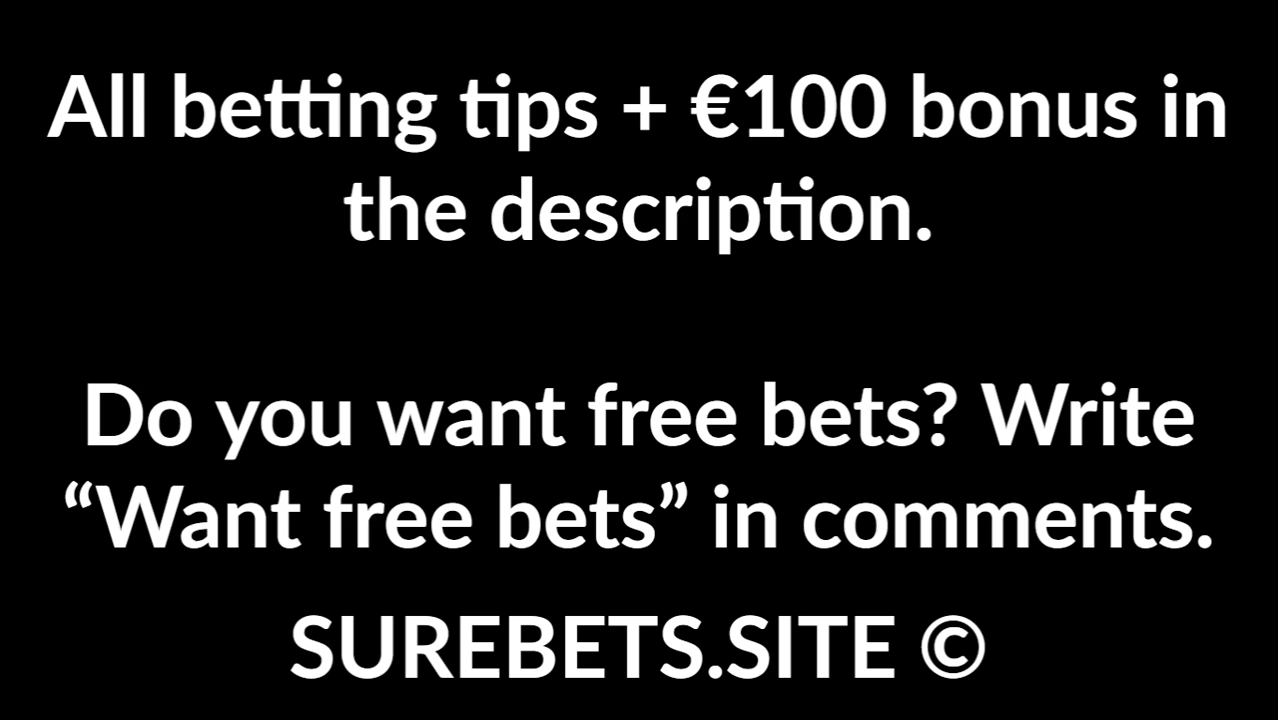 All betting tips + €100 bonus in
the description.
Do you want free bets? Write
“Want free bets” in comments.
SUREBETS.SITE ©